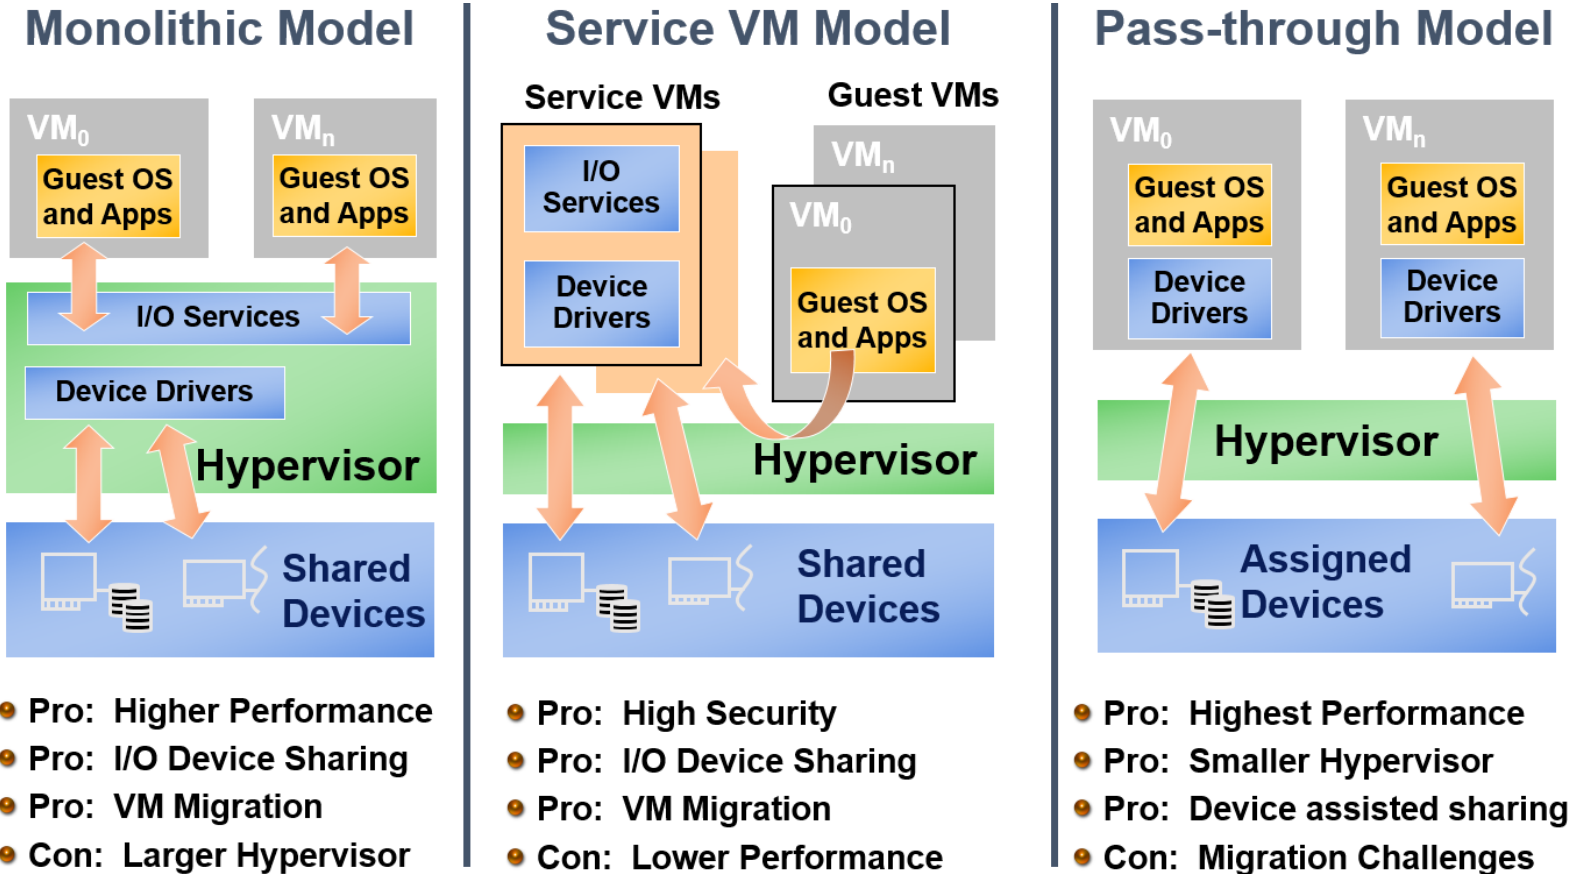 Monolithic Model
VM0
Guest OS
and Apps
VMn
Guest OS
and Apps
I/O Services
Device Drivers
Hypervisor
Shared
Devices
Pro: Higher Performance
Pro: I/O Device Sharing
Pro: VM Migration
Con: Larger Hypervisor
Service VM Model
Service VMs
I/O
Services
Device
Drivers
Guest VMs
VMn
VM0
Guest OS
and Apps
Hypervisor
Shared
Devices
Pro: High Security
Pro: I/O Device Sharing
Pro: VM Migration
Con: Lower Performance
Pass-through Model
VM0
Guest OS
and Apps
Device
Drivers
VMn
Guest OS
and Apps
Device
Drivers
Hypervisor
Assigned
Devices
Pro: Highest Performance
Pro: Smaller Hypervisor
Pro: Device assisted sharing
Con: Migration Challenges